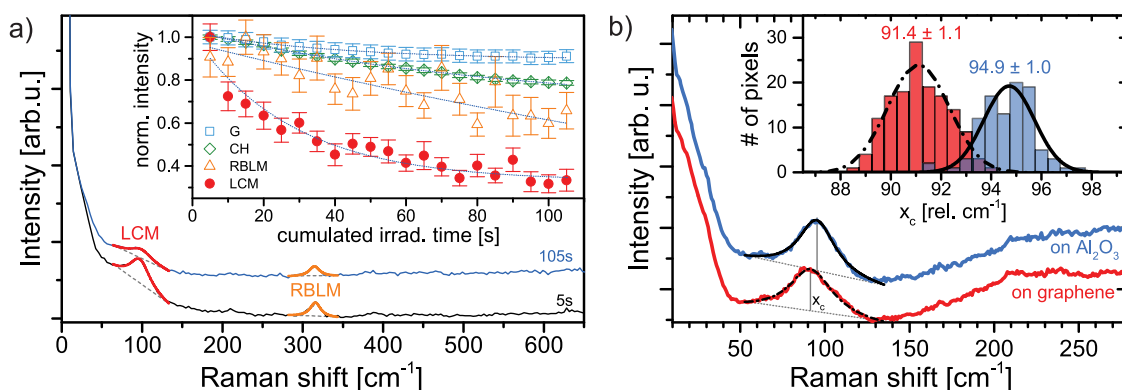 a)
Intensity [arb.u.]
norm. intensity
1.0
0.8
0.6
0.4
G
CH
RBLM
LCM
0 20 40 60 80 100
cumulated irrad. time [s]
LCM
RBLM
105s
5s
0 100 200 300 400 500 600
Raman shift [cm⁻¹]
b)
Intensity [arb.u.]
# of pixels
30
20
10
0
91.4 ± 1.1
94.9 ± 1.0
88 90 92 94 96 98
x_c [rel. cm⁻¹]
on Al₂O₃
on graphene
x_c
50 100 150 200 250
Raman shift [cm⁻¹]